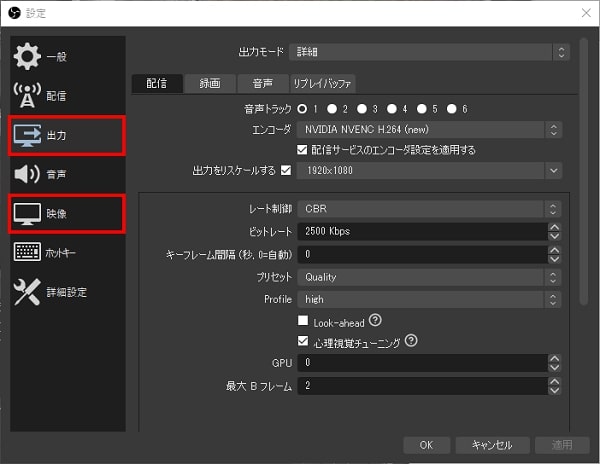 設定
一般
配信
出力
音声
映像
ホットキー
詳細設定
出力モード 詳細
配信 録画 音声 リプレイバッファ
音声トラック 1 2 3 4 5 6
エンコーダ NVIDIA NVENC H.264 (new)
配信サービスのエンコーダ設定を適用する
出力をリスケールする 1920x1080
レート制御 CBR
ビットレート 2500 Kbps
キーフレーム間隔 (秒, 0=自動) 0
プリセット Quality
Profile high
Look-ahead ?
心理視覚チューニング ?
GPU 0
最大 B フレーム 2
OK キャンセル 適用